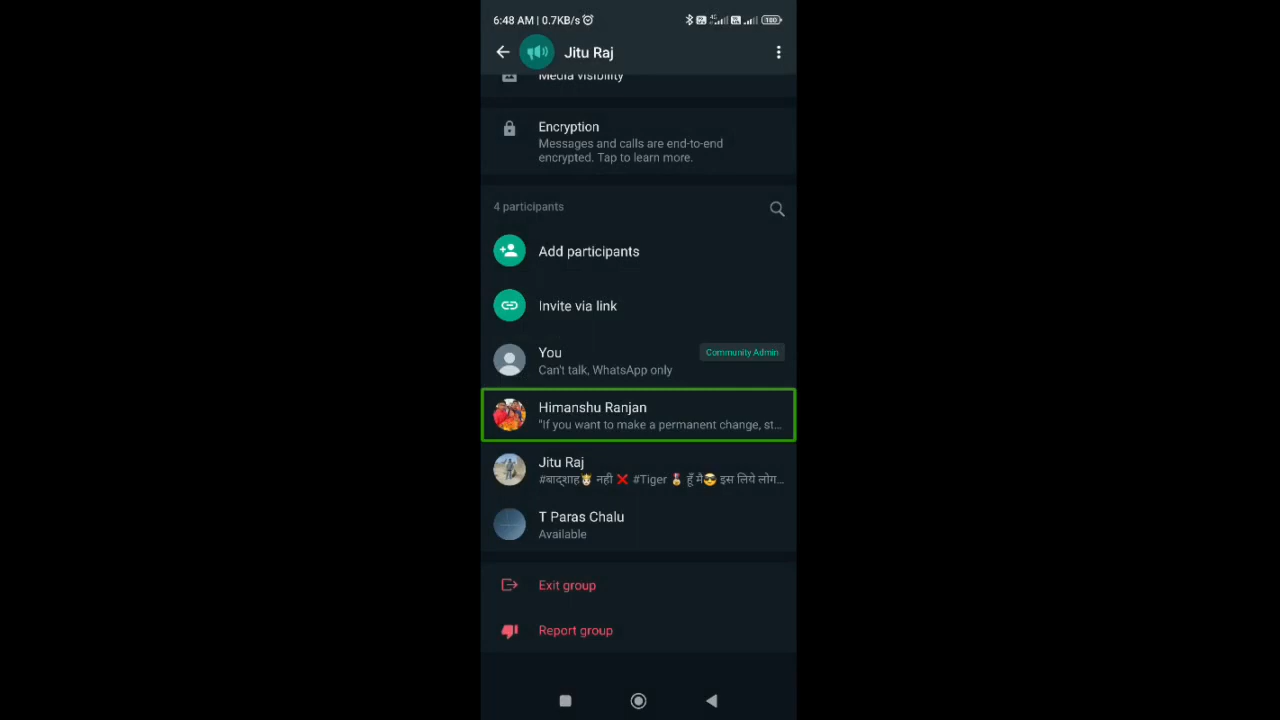 6:48 AM | 0.7KB/s
Jitu Raj
Media visibility
Encryption
Messages and calls are end-to-end
encrypted. Tap to learn more.
4 participants
Add participants
Invite via link
You
Community Admin
Can't talk, WhatsApp only
Himanshu Ranjan
"If you want to make a permanent change, st...
Jitu Raj
#बाद्शाह🤴 नही ❌ #Tiger 🎖 हूँ मै😎 इस लिये लोग...
T Paras Chalu
Available
Exit group
Report group